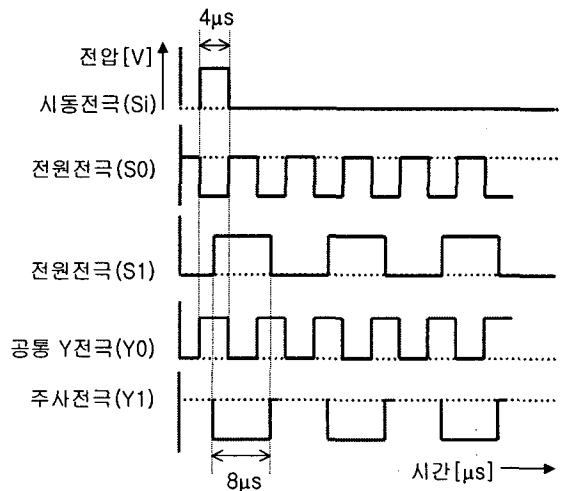 4μs
전압[V]
시동전극(Si)
전원전극(S0)
전원전극(S1)
공통 Y전극(Y0)
주사전극(Y1)
8μs
시간[μs]